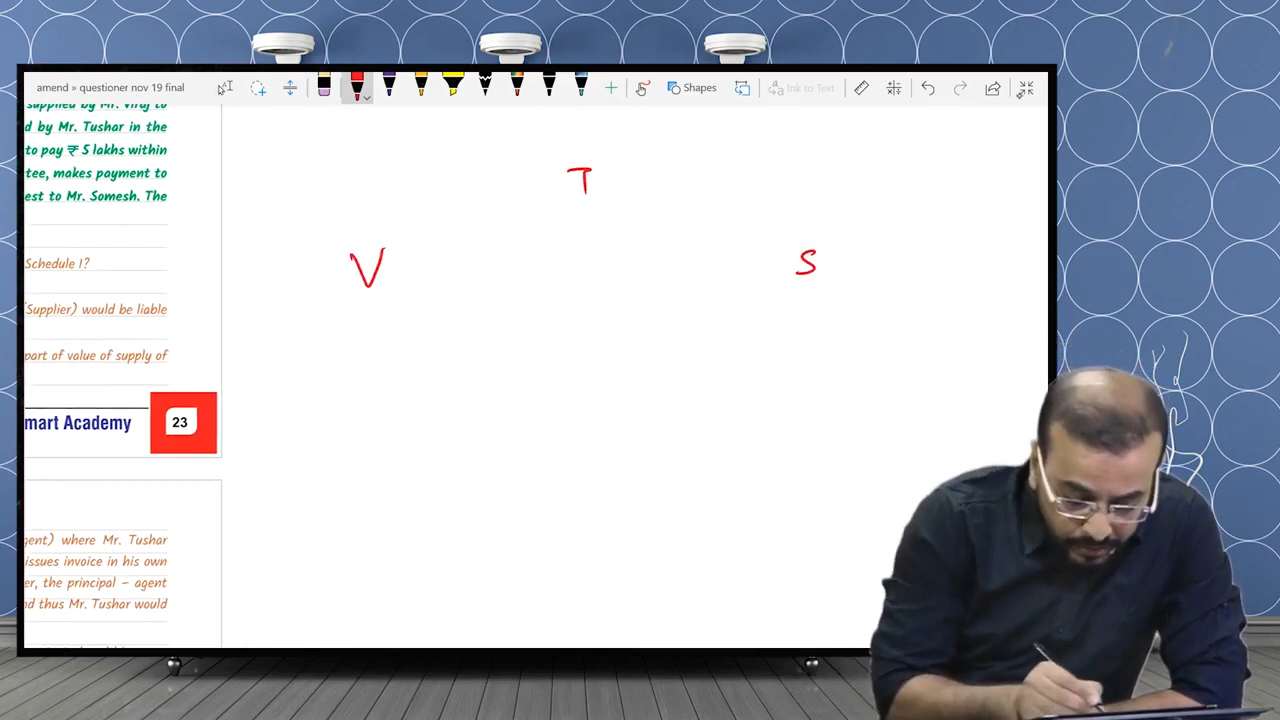 amend » questioner nov 19 final
Shapes
Ink to Text
supplied by Mr. Viraj to
d by Mr. Tushar in the
to pay ₹ 5 lakhs within
tee, makes payment to
est to Mr. Somesh. The
Schedule I?
(Supplier) would be liable
part of value of supply of
mart Academy
23
gent) where Mr. Tushar
issues invoice in his own
er, the principal – agent
nd thus Mr. Tushar would
T
V
S